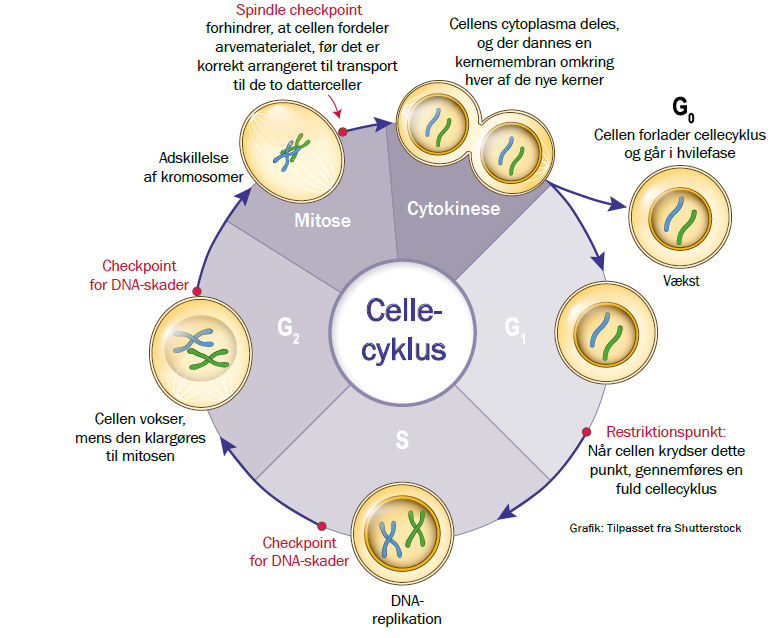 Spindle checkpoint
forhindrer, at cellen fordeler
arvematerialet, før det er
korrekt arrangeret til transport
til de to datterceller
Cellens cytoplasma deles,
og der dannes en
kernemembran omkring
hver af de nye kerner
G0
Cellen forlader cellecyklus
og går i hvilefase
Adskillelse
af kromosomer
Mitose
Cytokinese
Vækst
Checkpoint
for DNA-skader
G2
Celle-
cyklus
G1
Cellen vokser,
mens den klargøres
til mitosen
S
Restriktionspunkt:
Når cellen krydser dette
punkt, gennemføres en
fuld cellecyklus
Grafik: Tilpasset fra Shutterstock
Checkpoint
for DNA-skader
DNA-
replikation